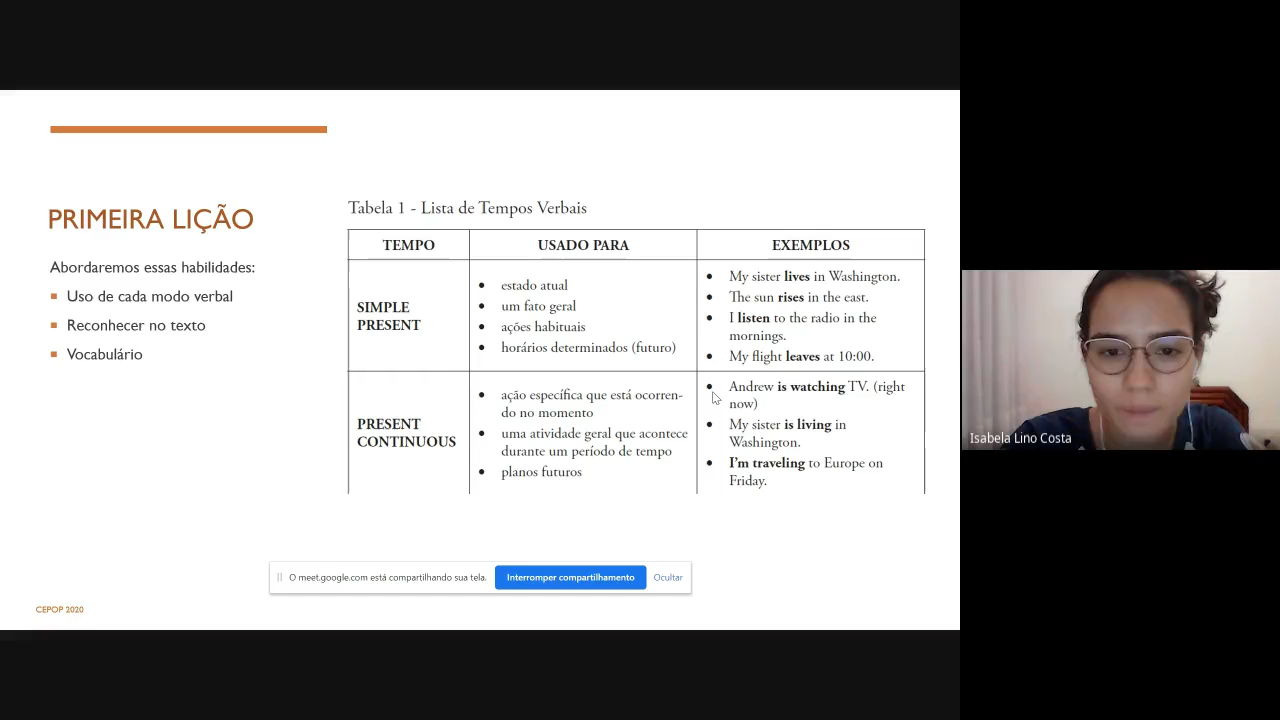 PRIMEIRA LIÇÃO
Abordaremos essas habilidades:
Uso de cada modo verbal
Reconhecer no texto
Vocabulário
Tabela 1 - Lista de Tempos Verbais
TEMPO
USADO PARA
EXEMPLOS
SIMPLE
PRESENT
• estado atual
• um fato geral
• ações habituais
• horários determinados (futuro)
• My sister lives in Washington.
• The sun rises in the east.
• I listen to the radio in the
mornings.
• My flight leaves at 10:00.
PRESENT
CONTINUOUS
• ação específica que está ocorren-
do no momento
• uma atividade geral que acontece
durante um período de tempo
• planos futuros
• Andrew is watching TV. (right
now)
• My sister is living in
Washington.
• I'm traveling to Europe on
Friday.
O meet.google.com está compartilhando sua tela.
Interromper compartilhamento
Ocultar
CEPOP 2020
Isabela Lino Costa